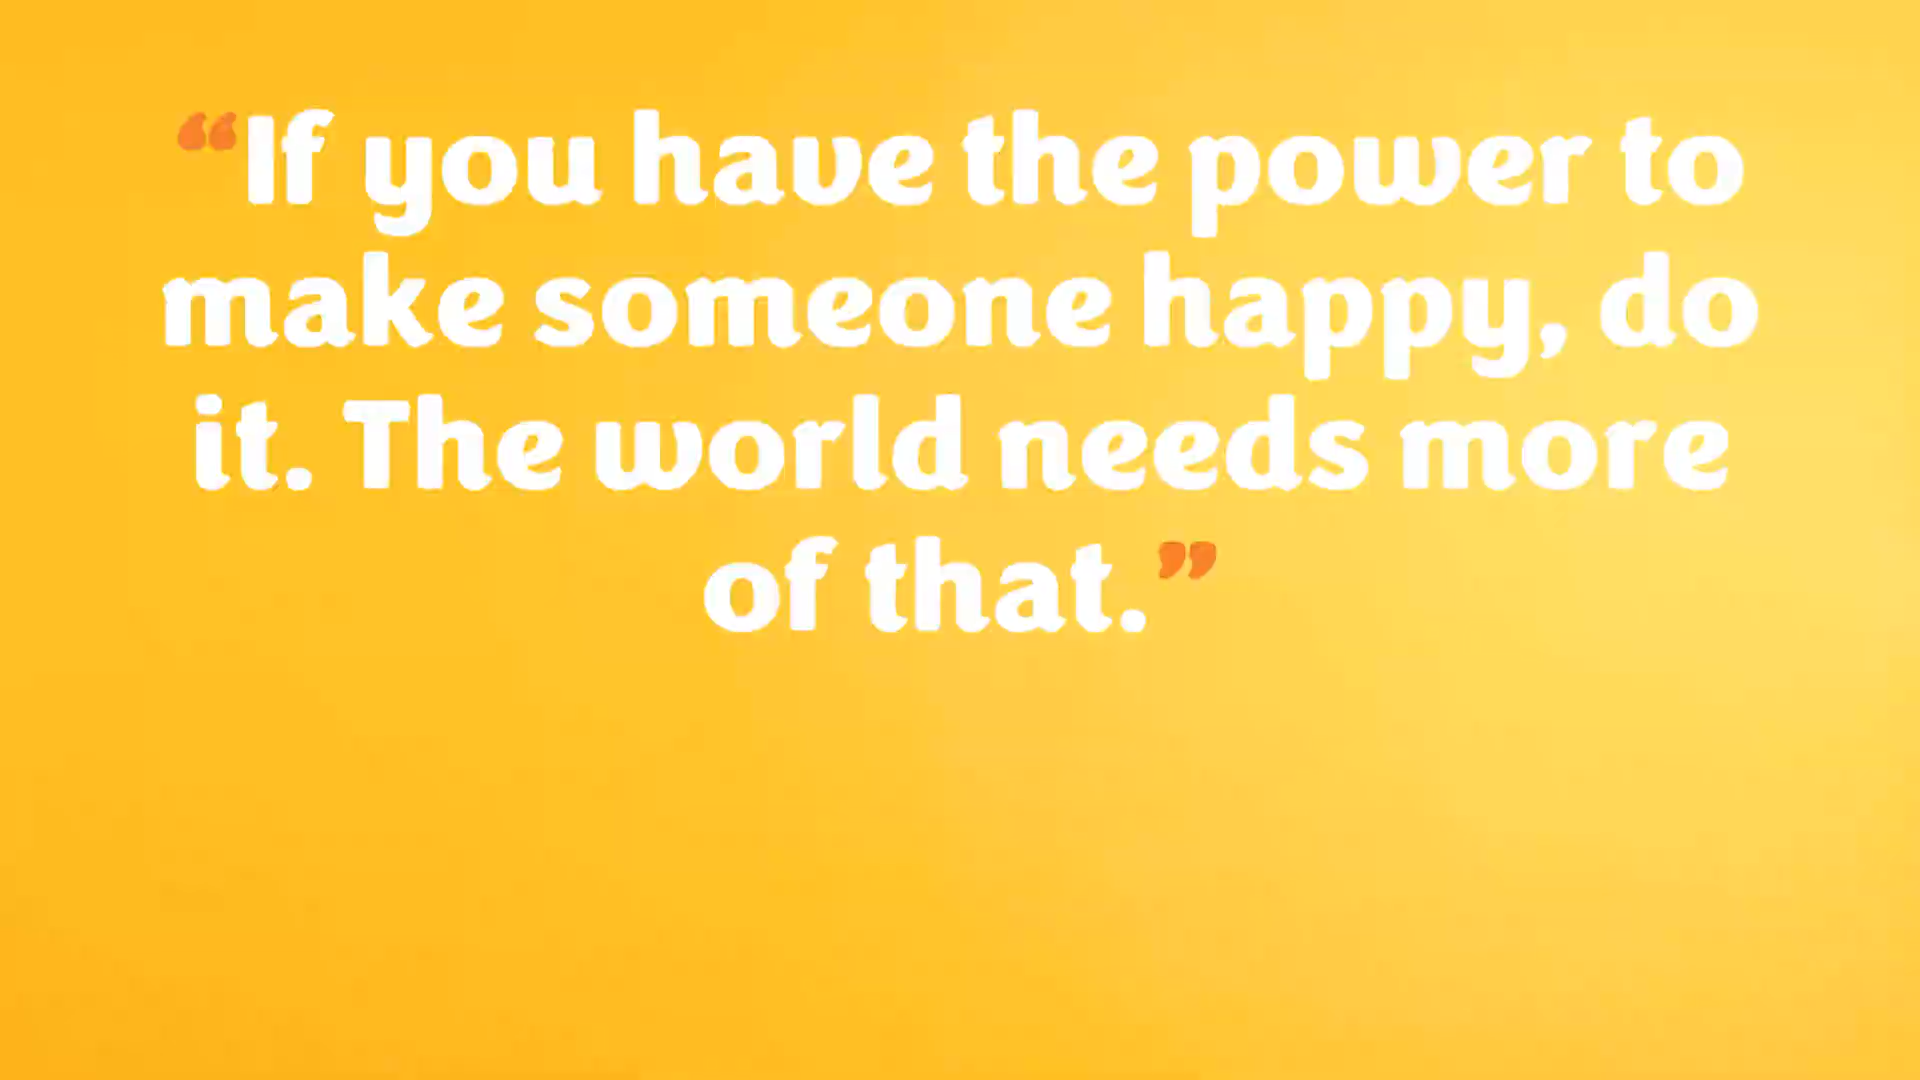 “If you have the power to
make someone happy, do
it. The world needs more
of that.”